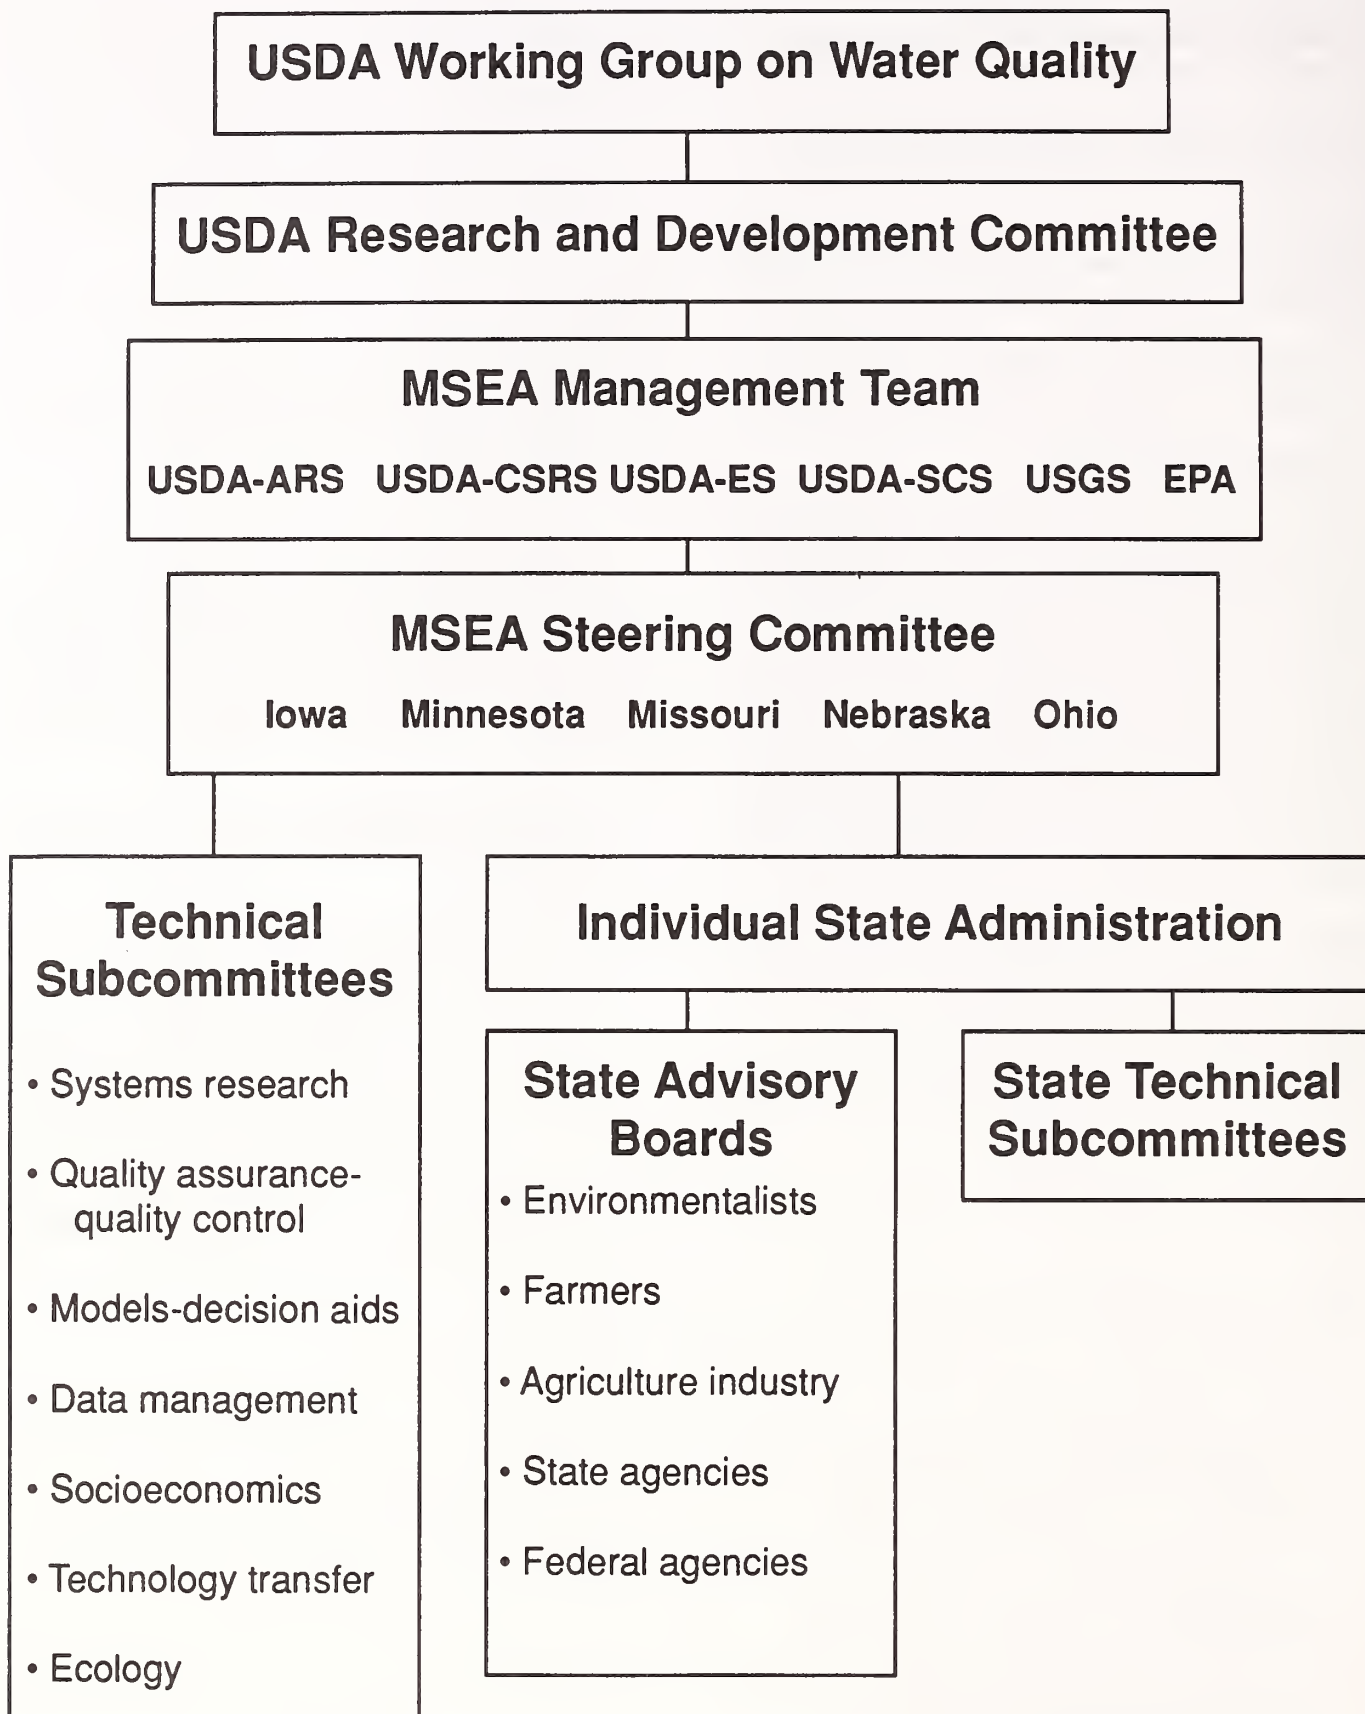 USDA Working Group on Water Quality
USDA Research and Development Committee
MSEA Management Team
USDA-ARS USDA-CSRS USDA-ES USDA-SCS USGS EPA
MSEA Steering Committee
Iowa Minnesota Missouri Nebraska Ohio
Technical
Subcommittees
• Systems research
• Quality assurance-
quality control
• Models-decision aids
• Data management
• Socioeconomics
• Technology transfer
• Ecology
Individual State Administration
State Advisory
Boards
• Environmentalists
• Farmers
• Agriculture industry
• State agencies
• Federal agencies
State Technical
Subcommittees